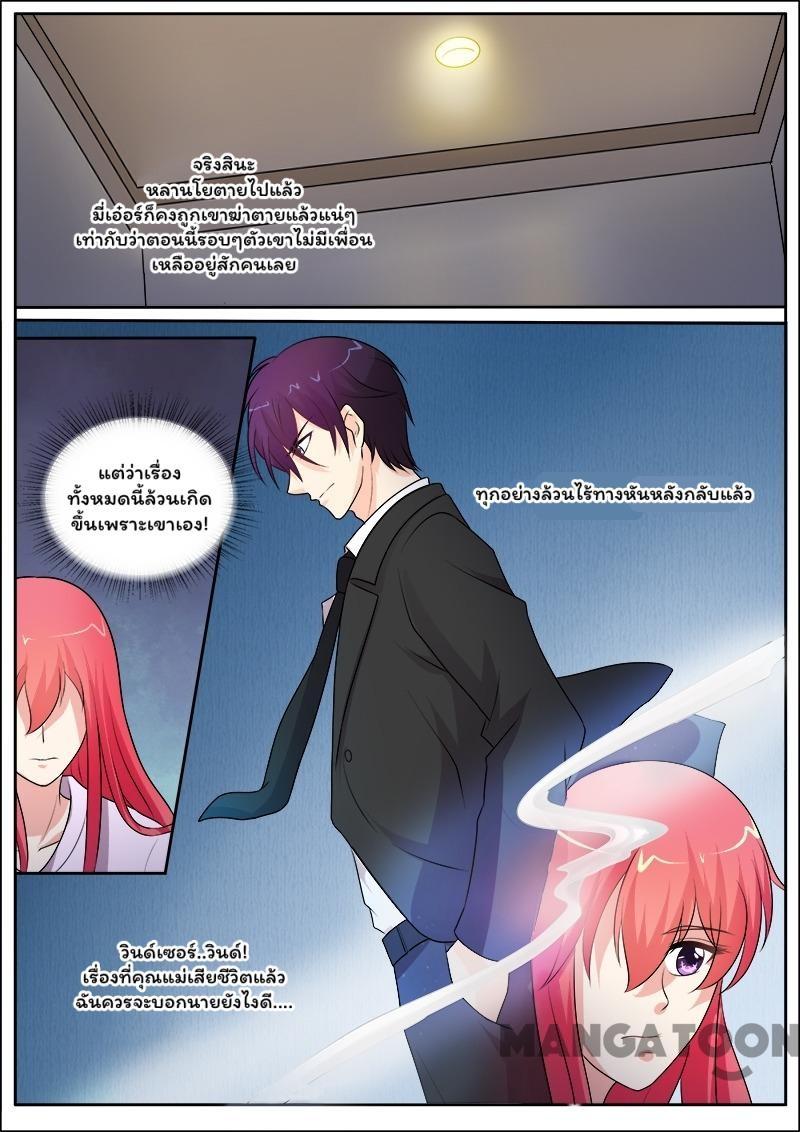 จริงสินะ
หลานโยตายไปแล้ว
มี่เอ๋อร์ก็คงถูกเขาฆ่าตายแล้วแน่ๆ
เท่ากับว่าตอนนี้รอบๆตัวเขาไม่มีเพื่อน
เหลืออยู่สักคนเลย
แต่ว่าเรื่อง
ทั้งหมดนี้ล้วนเกิด
ขึ้นเพราะเขาเอง!
ทุกอย่างล้วนไร้ทางหันหลังกลับแล้ว
วินด์เซอร์..วินด์!
เรื่องที่คุณแม่เสียชีวิตแล้ว
ฉันควรจะบอกนายยังไงดี....
MANGATOON